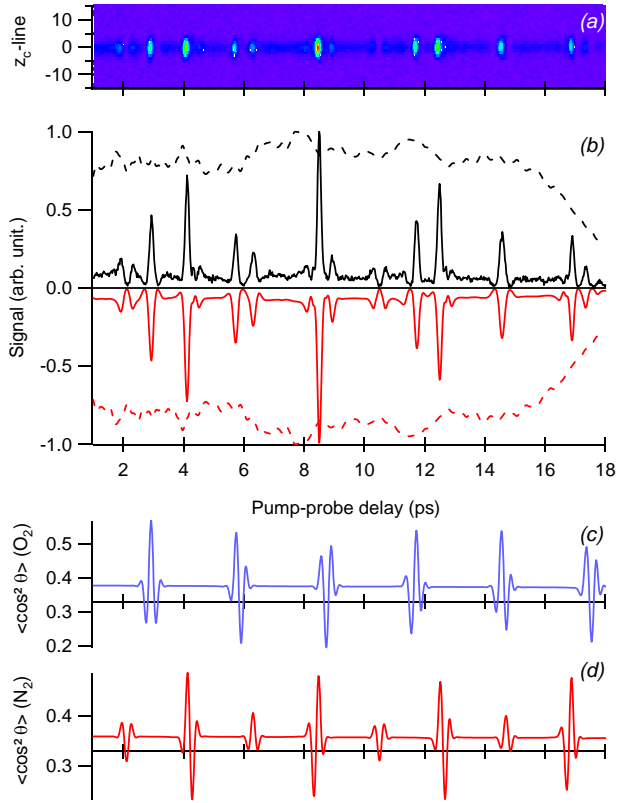 (a)
z_c-line
10
0
-10
(b)
Signal (arb. unit.)
1.0
0.5
0.0
-0.5
-1.0
2 4 6 8 10 12 14 16 18
Pump-probe delay (ps)
(c)
<cos² θ> (O₂)
0.5
0.4
0.3
0.2
(d)
<cos² θ> (N₂)
0.4
0.3